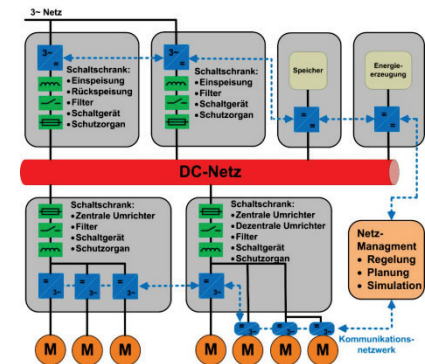 3~ Netz
3~
=
Schaltschrank:
•Einspeisung
•Rückspeisung
•Filter
•Schaltgerät
•Schutzorgan
3~
=
Schaltschrank:
•Einspeisung
•Filter
•Schaltgerät
•Schutzorgan
Speicher
=
=
Energie-
erzeugung
=
=
DC-Netz
Schaltschrank:
•Zentrale Umrichter
•Filter
•Schaltgerät
•Schutzorgan
=
3~
=
3~
=
3~
Schaltschrank:
•Zentrale Umrichter
•Dezentrale Umrichter
•Filter
•Schaltgerät
•Schutzorgan
=
3~
=
3~
=
3~
=
3~
Netz-
Managment
• Regelung
• Planung
• Simulation
Kommunikations-
netzwerk
M
M
M
M
M
M
M